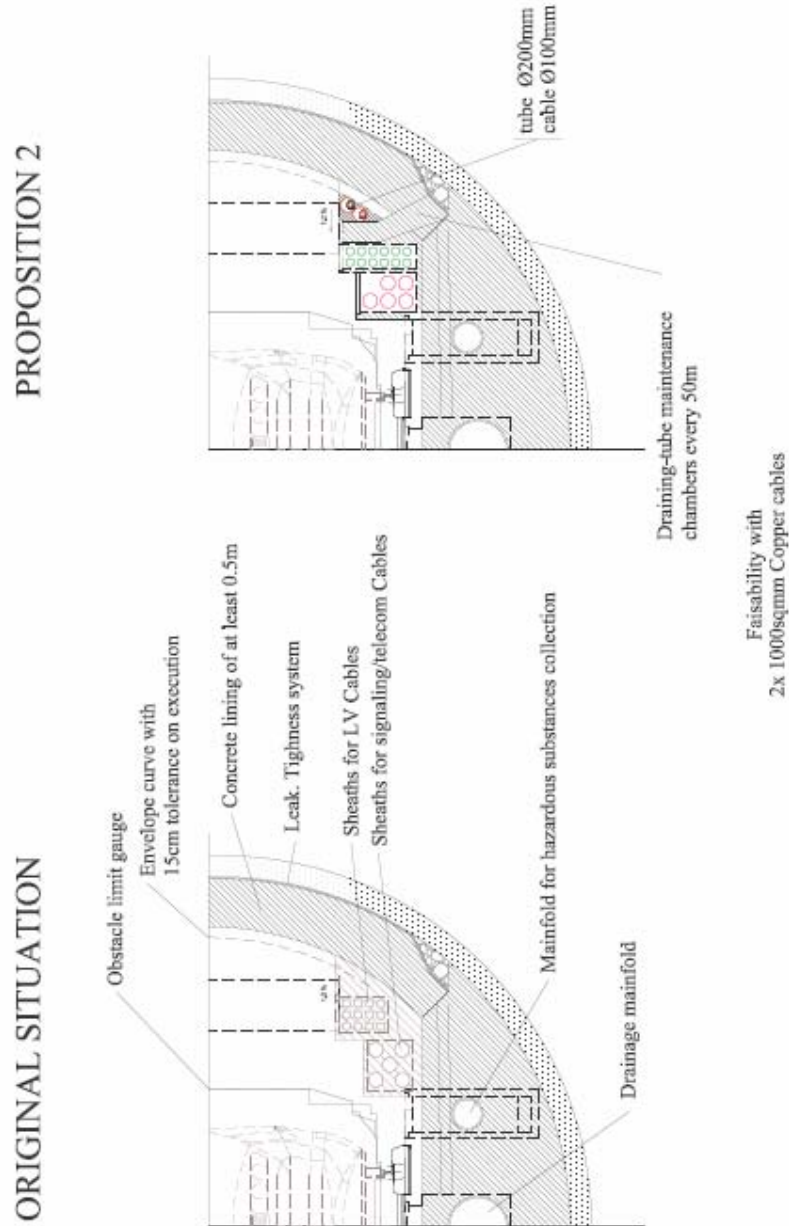 ORIGINAL SITUATION
Obstacle limit gauge
Envelope curve with
15cm tolerance on execution
Concrete lining of at least 0.5m
Leak. Tighness system
Sheaths for LV Cables
Sheaths for signaling/telecom Cables
Mainfold for hazardous substances collection
Drainage mainfold
PROPOSITION 2
tube Ø200mm
cable Ø100mm
Draining-tube maintenance
chambers every 50m
Faisability with
2x 1000sqmm Copper cables